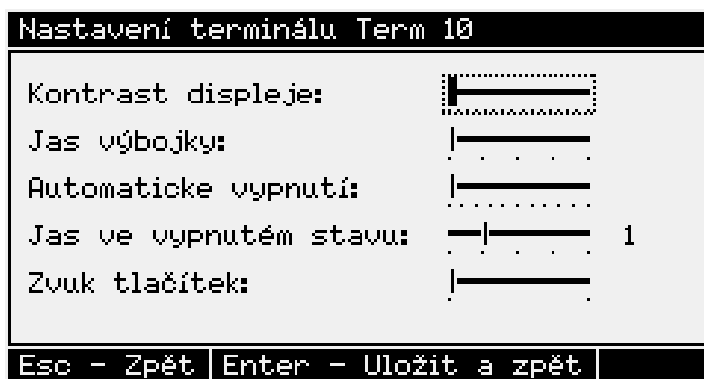 Nastavení terminálu Term 10
Kontrast displeje:
Jas výbojky:
Automaticke vypnutí:
Jas ve vypnutém stavu: 1
Zvuk tlačítek:
Esc - Zpět Enter - Uložit a zpět